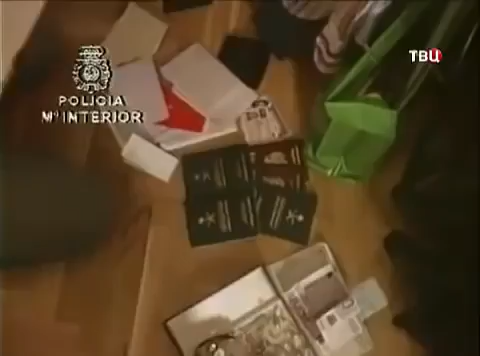 ТВЦ
POLICIA
Mº INTERIOR